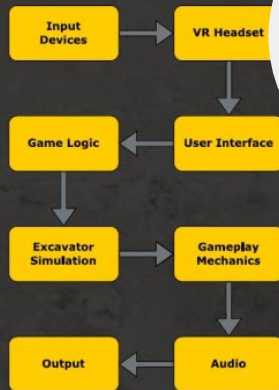 Input
Devices
VR Headset
Game Logic
User Interface
Excavator
Simulation
Gameplay
Mechanics
Output
Audio